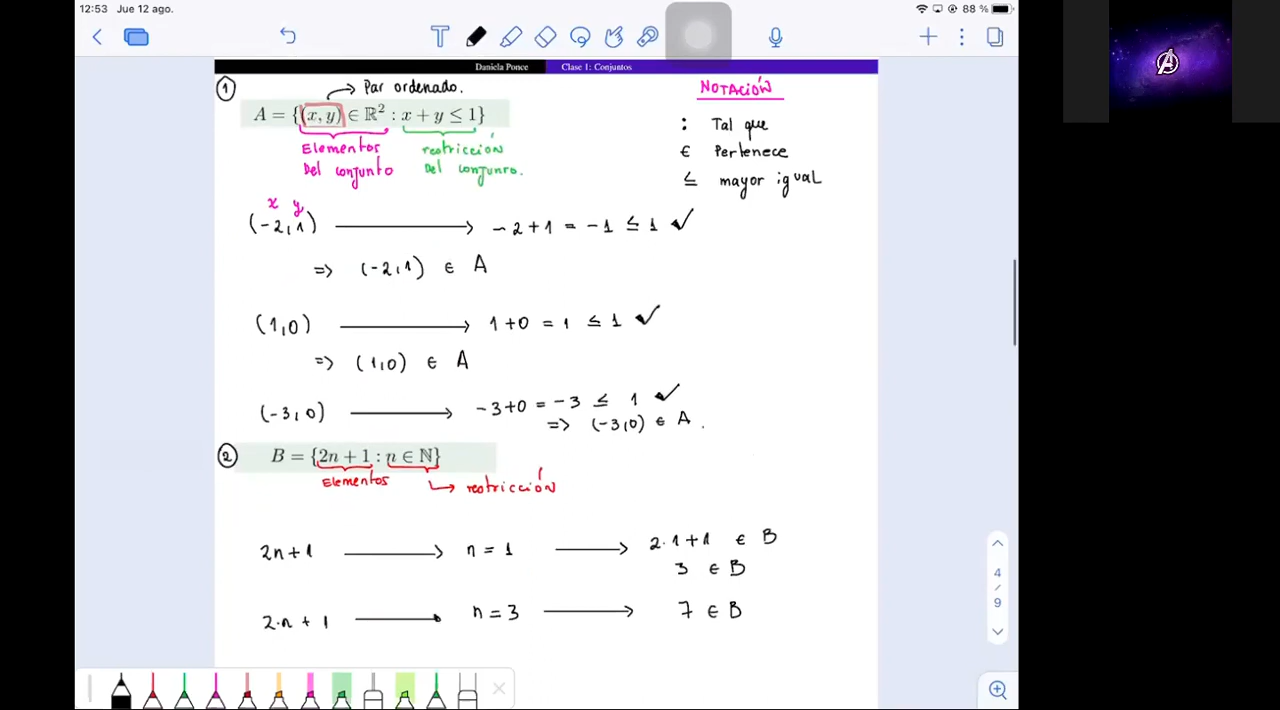 12:53 Jue 12 ago.
88 %
Daniela Ponce Clase 1: Conjuntos
① → Par ordenado.
NOTACIÓN
A = {(x, y) ∈ ℝ² : x + y ≤ 1}
: Tal que
Elementos restricción
Del conjunto Del conjunro.
∈ Pertenece
≤ mayor igual
x y
(-2,1) → -2+1 = -1 ≤ 1 ✓
=> (-2,1) ∈ A
(1,0) → 1+0 = 1 ≤ 1 ✓
=> (1,0) ∈ A
(-3,0) → -3+0 = -3 ≤ 1 ✓
=> (-3,0) ∈ A .
② B = {2n + 1 : n ∈ ℕ}
Elementos → restricción
2n+1 → n = 1 → 2·1+1 ∈ B
3 ∈ B
2·n + 1 → n = 3 → 7 ∈ B
4
/
9